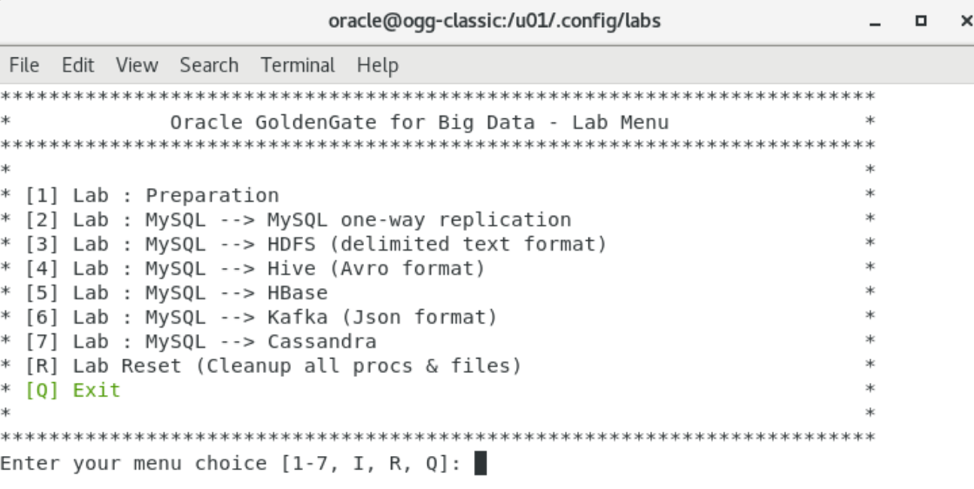 oracle@ogg-classic:/u01/.config/labs
File Edit View Search Terminal Help
************************************************************************
* Oracle GoldenGate for Big Data - Lab Menu *
************************************************************************
* *
* [1] Lab : Preparation *
* [2] Lab : MySQL --> MySQL one-way replication *
* [3] Lab : MySQL --> HDFS (delimited text format) *
* [4] Lab : MySQL --> Hive (Avro format) *
* [5] Lab : MySQL --> HBase *
* [6] Lab : MySQL --> Kafka (Json format) *
* [7] Lab : MySQL --> Cassandra *
* [R] Lab Reset (Cleanup all procs & files) *
* [Q] Exit *
* *
************************************************************************
Enter your menu choice [1-7, I, R, Q]: